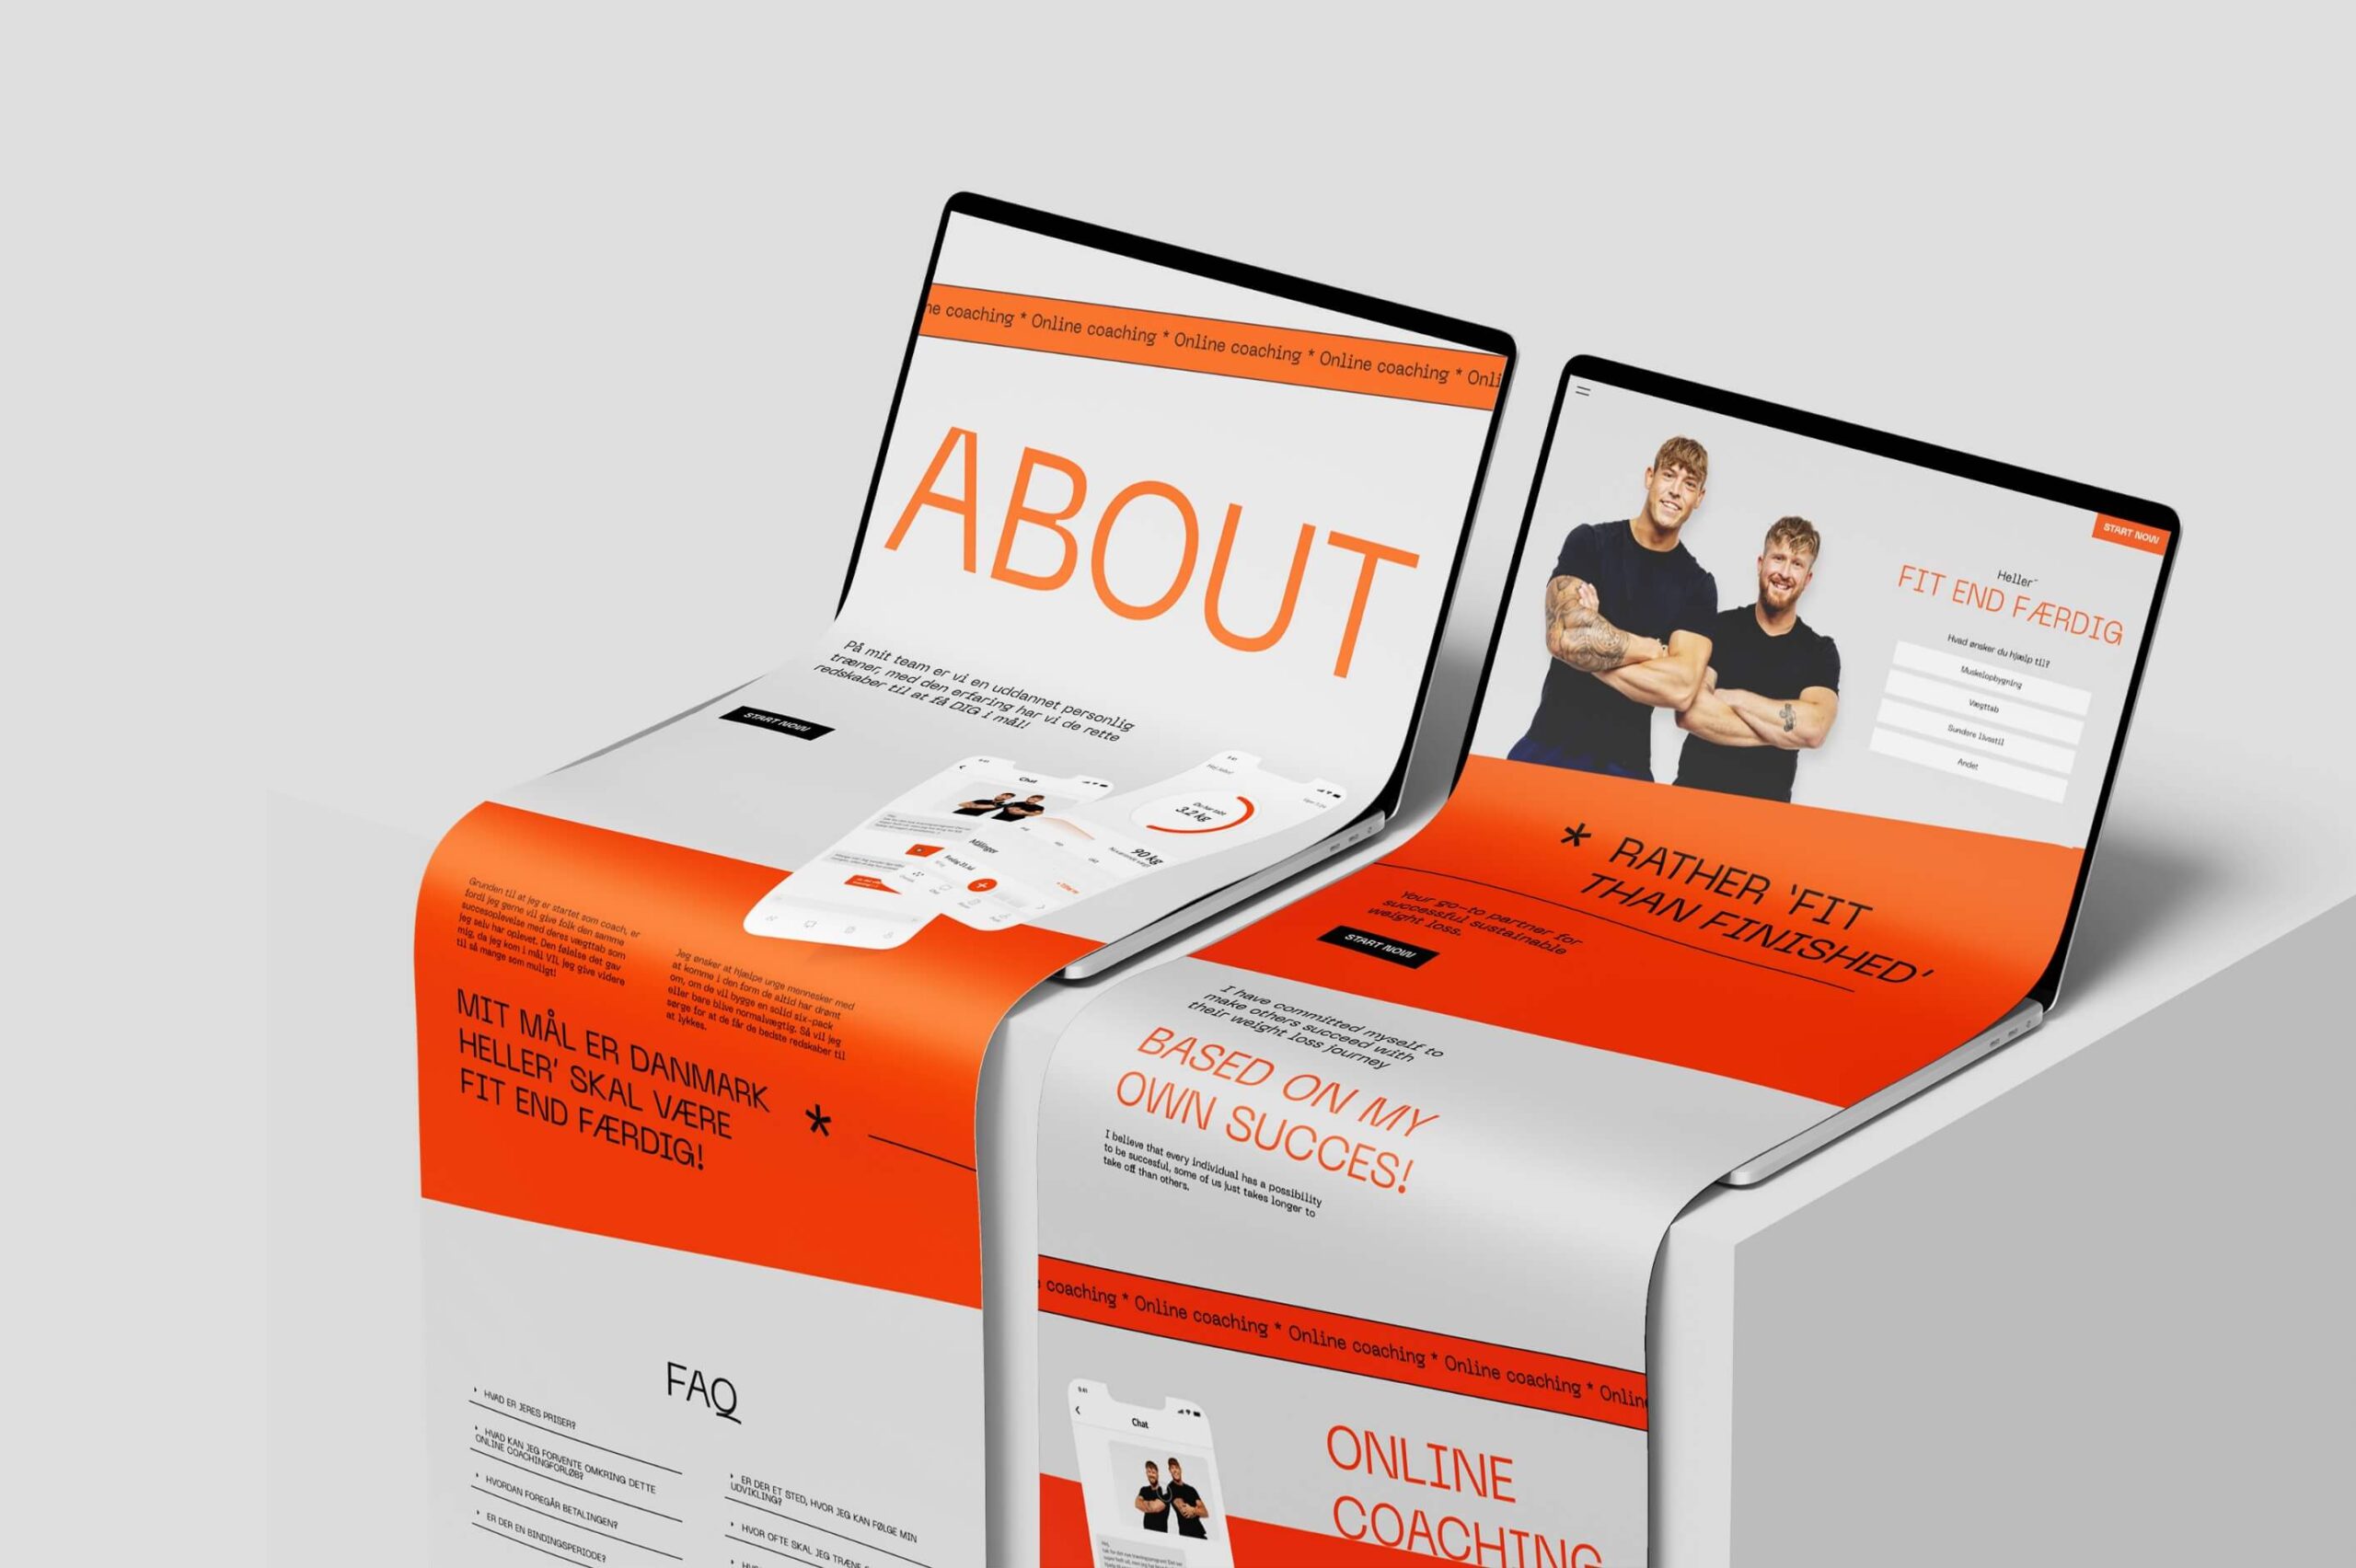 ne coaching * Online coaching * Online coaching * Online coaching * Onli
ABOUT
På mit team er vi en uddannet personlig
træner, med den erfaring har vi de rette
redskaber til at få DIG i mål!
START NOW
Chat
Målinger
3.2 kg
90 kg
Grunden til at jeg er startet som coach, er
fordi jeg gerne vil give folk den samme
succesoplevelse med deres vægttab som
jeg selv har oplevet. Den følelse det gav
mig, da jeg kom i mål VIL jeg give videre
til så mange som muligt!
Jeg ønsker at hjælpe unge mennesker med
at komme i den form de altid har drømt
om, om de vil bygge en solid six-pack
eller bare blive normalvægtig. Så vil jeg
sørge for at de får de bedste redskaber til
at lykkes.
MIT MÅL ER DANMARK
HELLER' SKAL VÆRE
FIT END FÆRDIG!
*
FAQ
HVAD ER JERES PRISER?
HVAD KAN JEG FORVENTE OMKRING DETTE
ONLINE COACHINGFORLØB?
HVORDAN FOREGÅR BETALINGEN?
ER DER EN BINDINGSPERIODE?
ER DER ET STED, HVOR JEG KAN FØLGE MIN
UDVIKLING?
HVOR OFTE SKAL JEG TRÆNE
START NOW
Heller
FIT END FÆRDIG
Hvad ønsker du hjælp til?
Muskelopbygning
Vægttab
Sundere livsstil
Andet
* RATHER 'FIT
THAN FINISHED'
Your go-to partner for
successful sustainable
weight loss.
START NOW
I have committed myself to
make others succeed with
their weight loss journey
BASED ON MY
OWN SUCCES!
I believe that every individual has a possibility
to be succesful, some of us just takes longer to
take off than others.
coaching * Online coaching * Online coaching * Online coaching * Onlin
9:41
Chat
ONLINE
COACHING